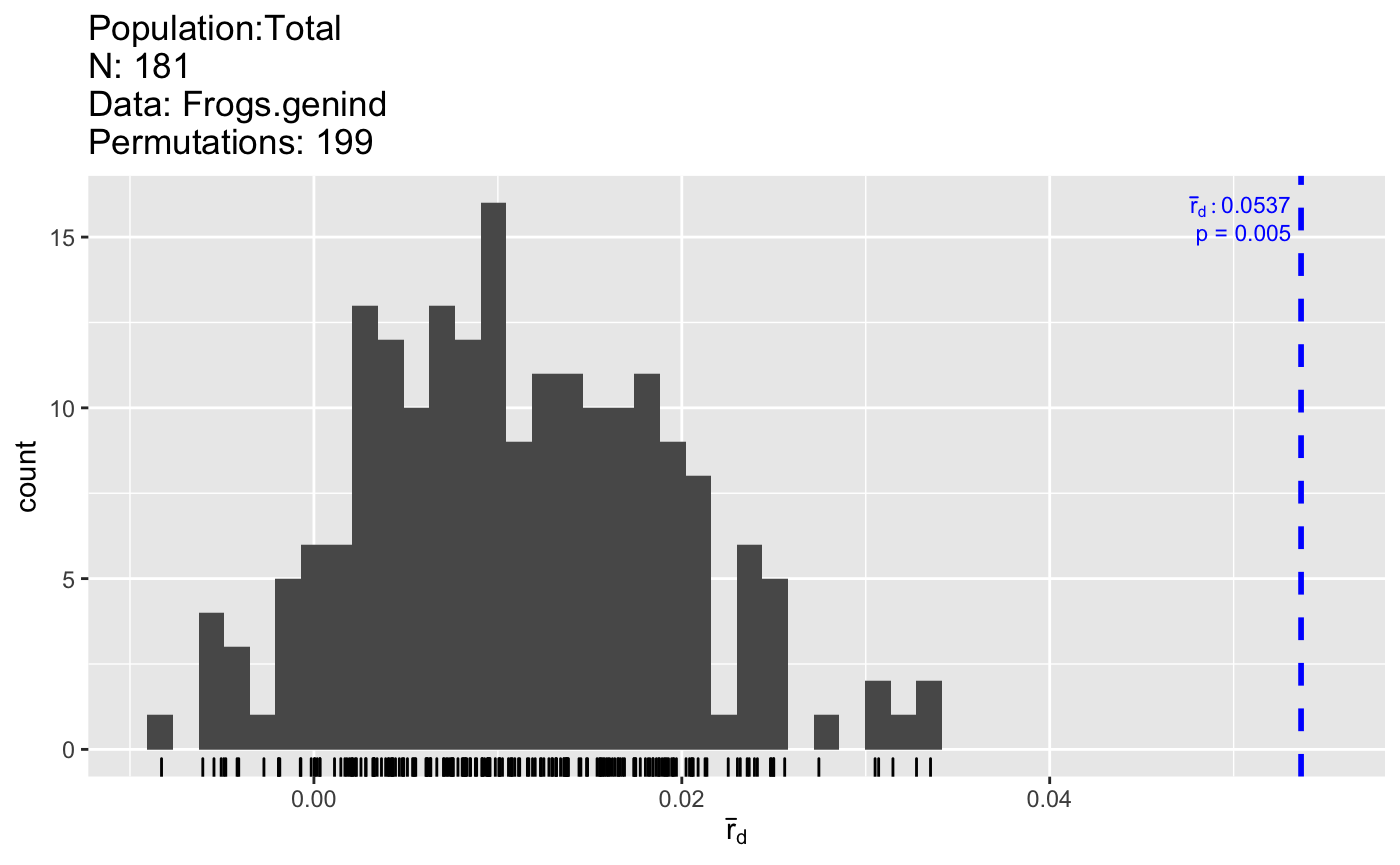 Population:Total
N: 181
Data: Frogs.genind
Permutations: 199
r̄d : 0.0537
p = 0.005
15
10
5
0
count
0.00
0.02
0.04
r̄d